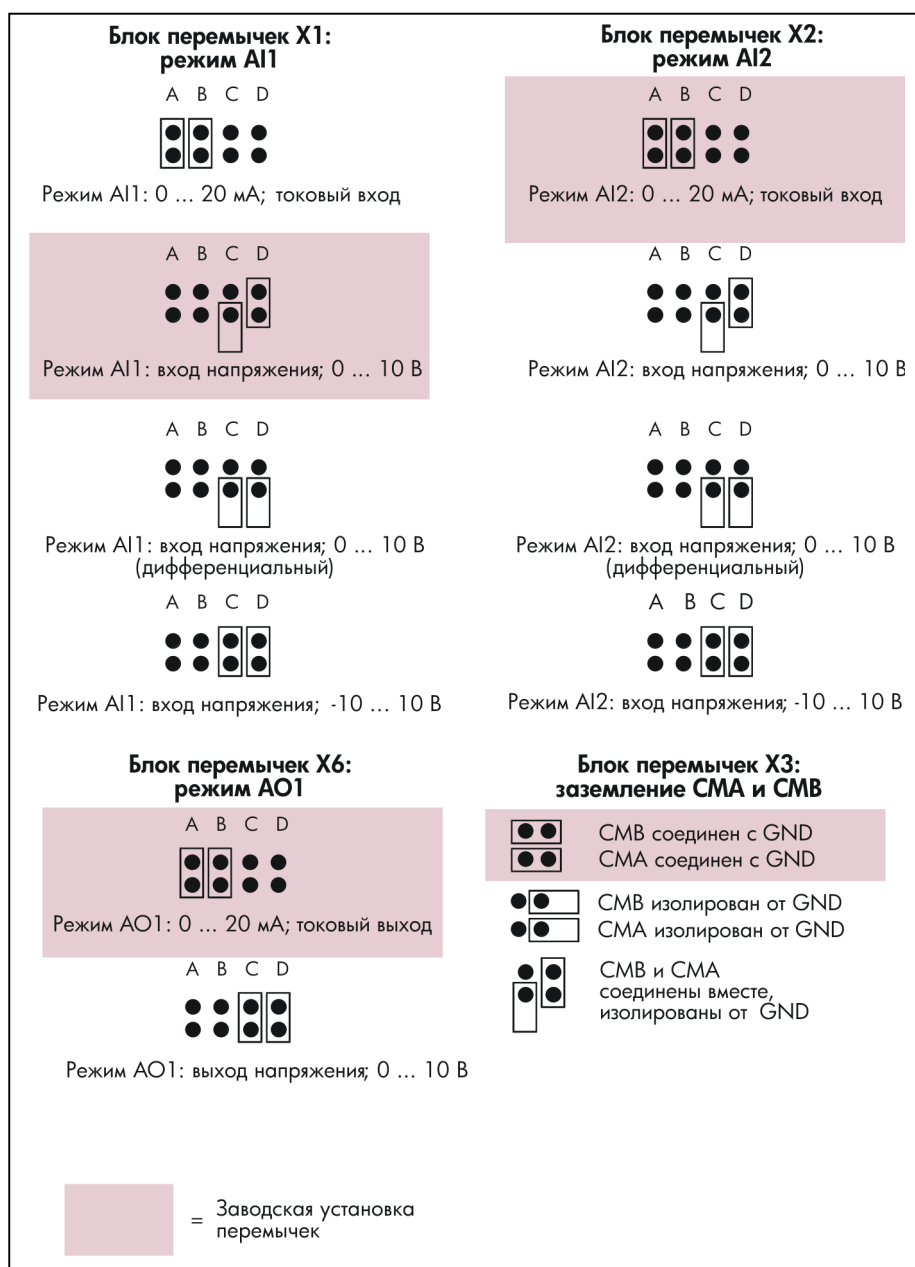 Блок перемычек X1:
режим AI1
A B C D
Режим AI1: 0 ... 20 мА; токовый вход
A B C D
Режим AI1: вход напряжения; 0 ... 10 В
A B C D
Режим AI1: вход напряжения; 0 ... 10 В
(дифференциальный)
A B C D
Режим AI1: вход напряжения; -10 ... 10 В
Блок перемычек X2:
режим AI2
A B C D
Режим AI2: 0 ... 20 мА; токовый вход
A B C D
Режим AI2: вход напряжения; 0 ... 10 В
A B C D
Режим AI2: вход напряжения; 0 ... 10 В
(дифференциальный)
A B C D
Режим AI2: вход напряжения; -10 ... 10 В
Блок перемычек X6:
режим AO1
A B C D
Режим AO1: 0 ... 20 мА; токовый выход
A B C D
Режим AO1: выход напряжения; 0 ... 10 В
Блок перемычек X3:
заземление CMA и CMB
CMB соединен с GND
CMA соединен с GND
CMB изолирован от GND
CMA изолирован от GND
CMB и CMA
соединены вместе,
изолированы от GND
= Заводская установка
перемычек